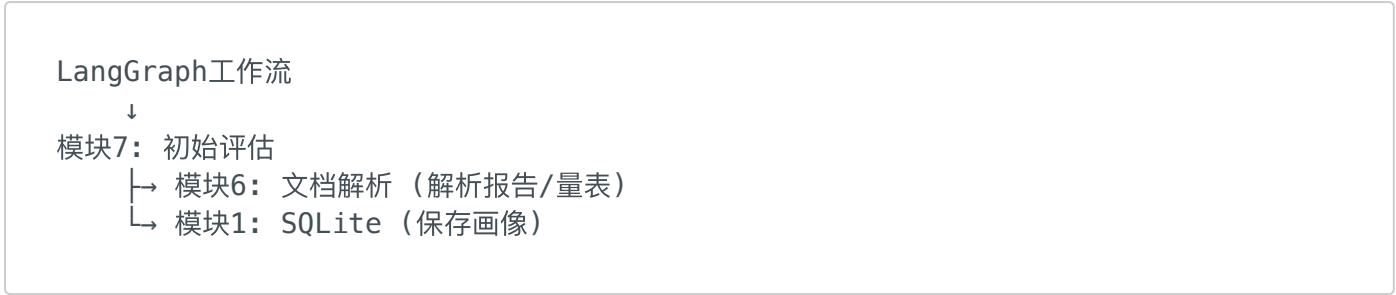 LangGraph工作流
↓
模块7: 初始评估
├→ 模块6: 文档解析 (解析报告/量表)
└→ 模块1: SQLite (保存画像)